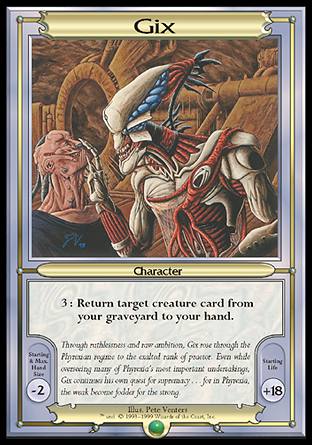 Gix
Character
3 : Return target creature card from
your graveyard to your hand.
Through ruthlessness and raw ambition, Gix rose through the
Phyrexian regime to the exalted rank of praetor. Even while
overseeing many of Phyrexia's most important undertakings,
Gix continues his own quest for supremacy . . . for in Phyrexia,
the weak become fodder for the strong.
Starting
& Max.
Hand
Size
-2
Starting
Life
+18
Illus. Pete Venters
™ and © 1993-1999 Wizards of the Coast, Inc.